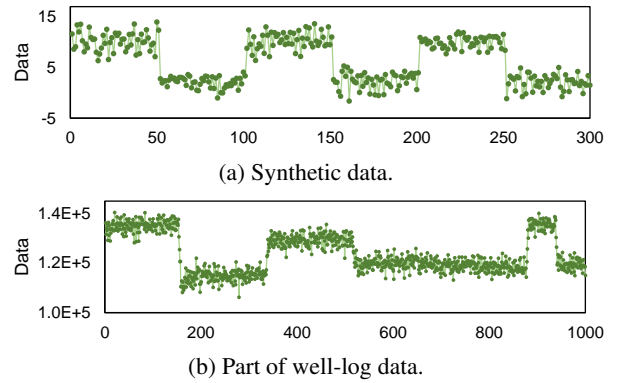 15
Data
5
-5
0 50 100 150 200 250 300
(a) Synthetic data.
1.4E+5
Data
1.2E+5
1.0E+5
0 200 400 600 800 1000
(b) Part of well-log data.